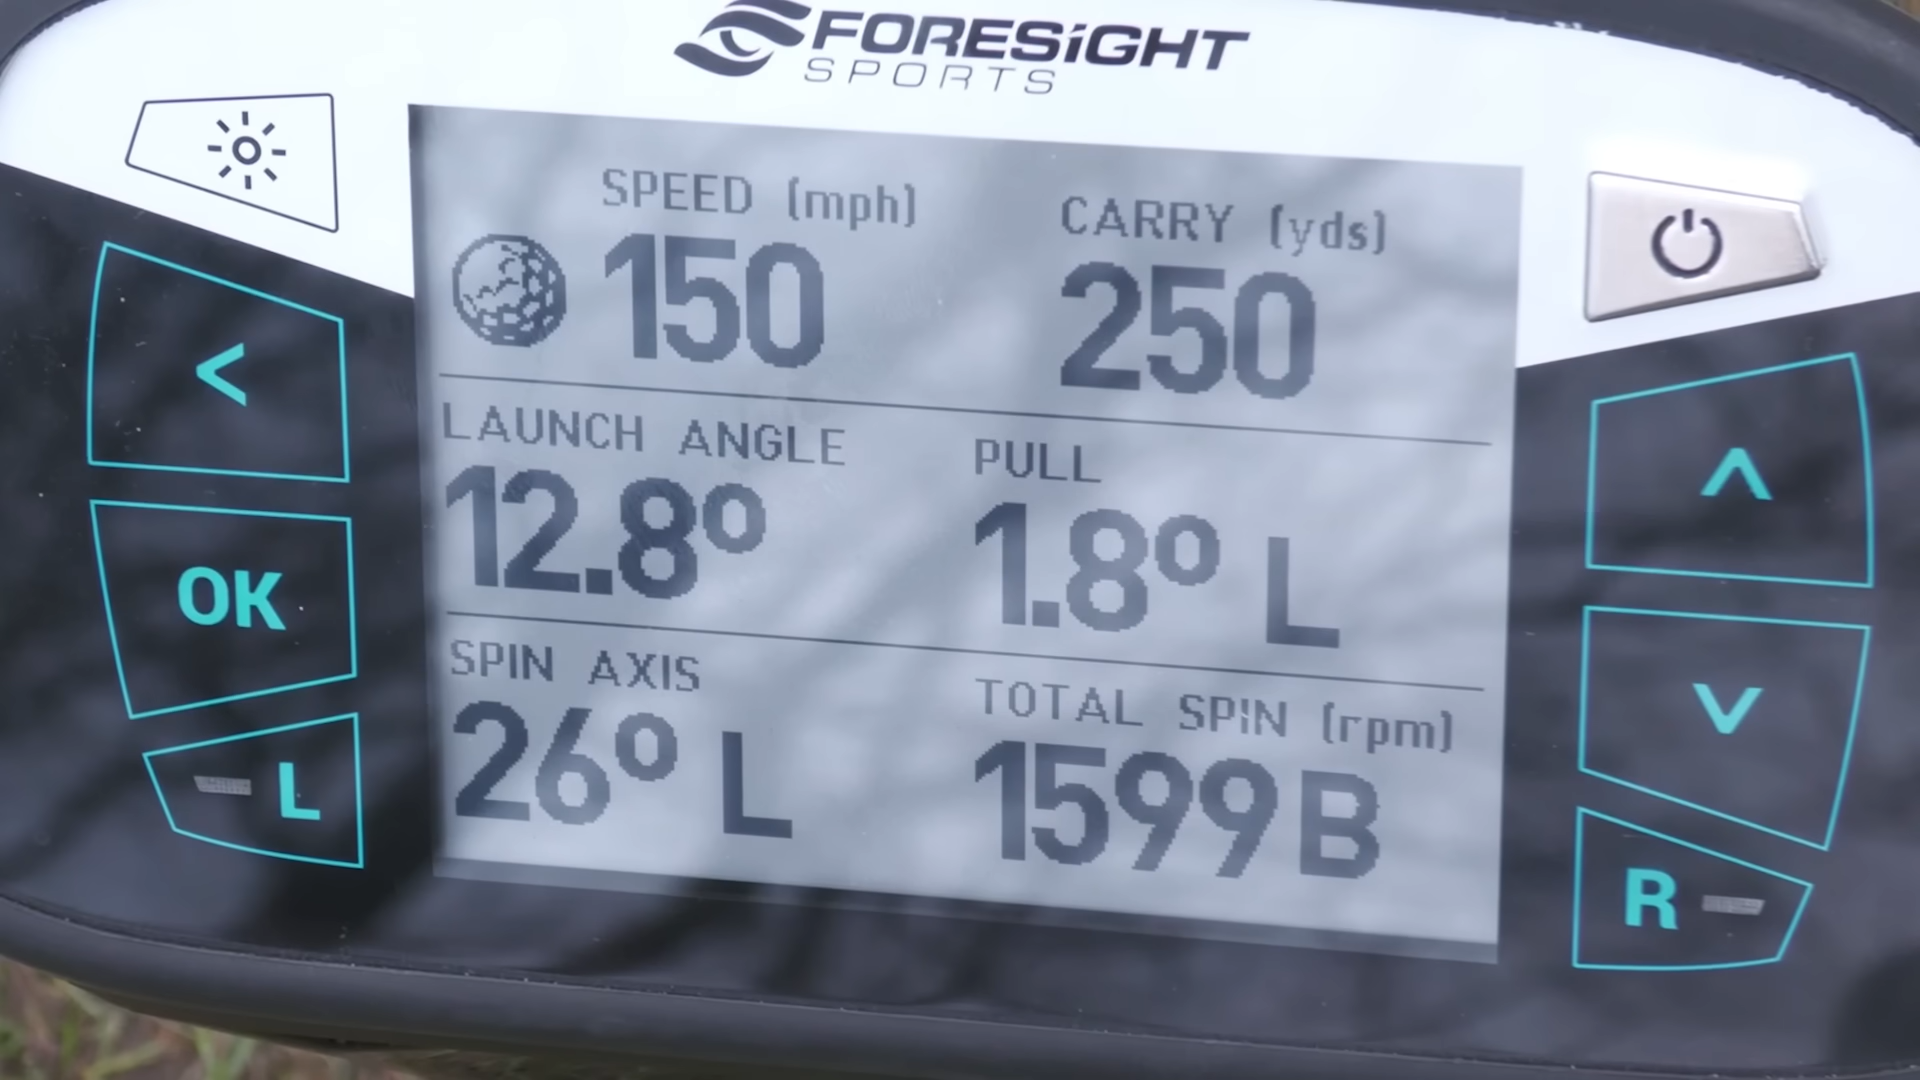 FORESiGHT
SPORTS
SPEED (mph) CARRY (yds)
150 250
LAUNCH ANGLE PULL
12.8° 1.8° L
SPIN AXIS TOTAL SPIN (rpm)
26° L 1599 B
<
OK
L
R